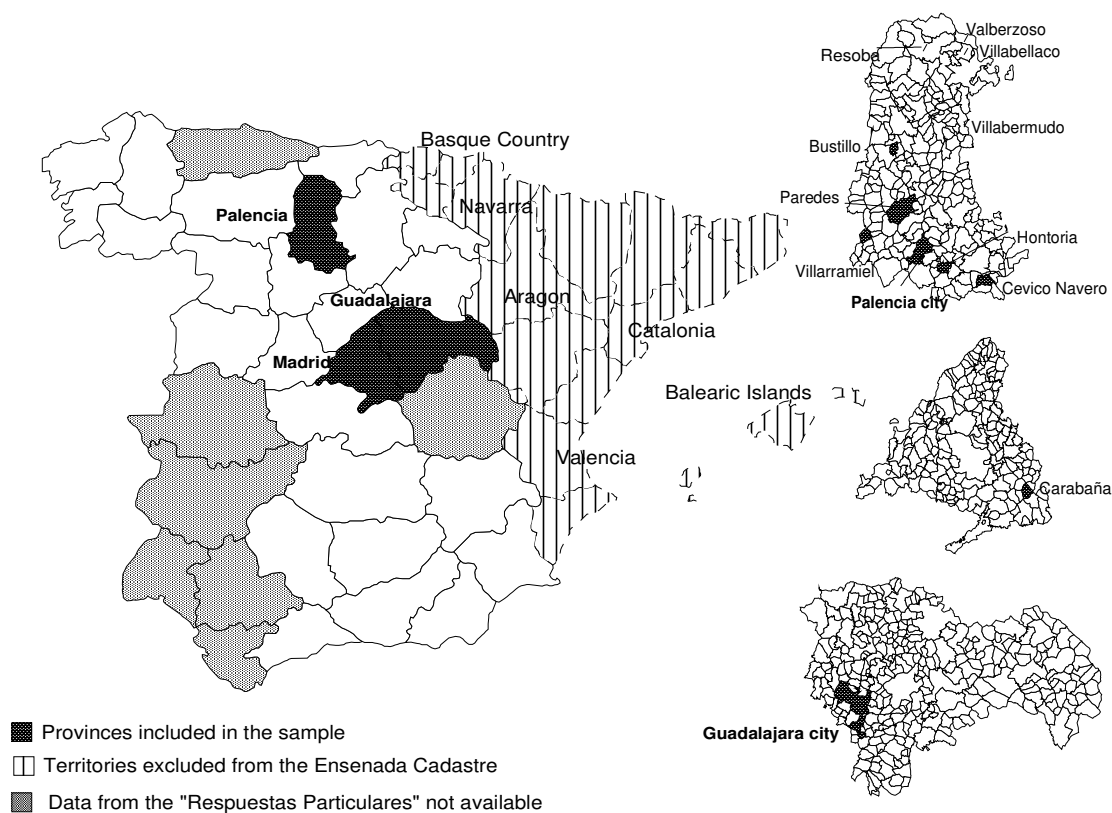 Basque Country
Navarra
Palencia
Guadalajara
Aragon
Catalonia
Madrid
Balearic Islands
Valencia
Valberzoso
Resoba
Villabellaco
Villabermudo
Bustillo
Paredes
Hontoria
Villarramiel
Cevico Navero
Palencia city
Carabaña
Guadalajara city
Provinces included in the sample
Territories excluded from the Ensenada Cadastre
Data from the "Respuestas Particulares" not available